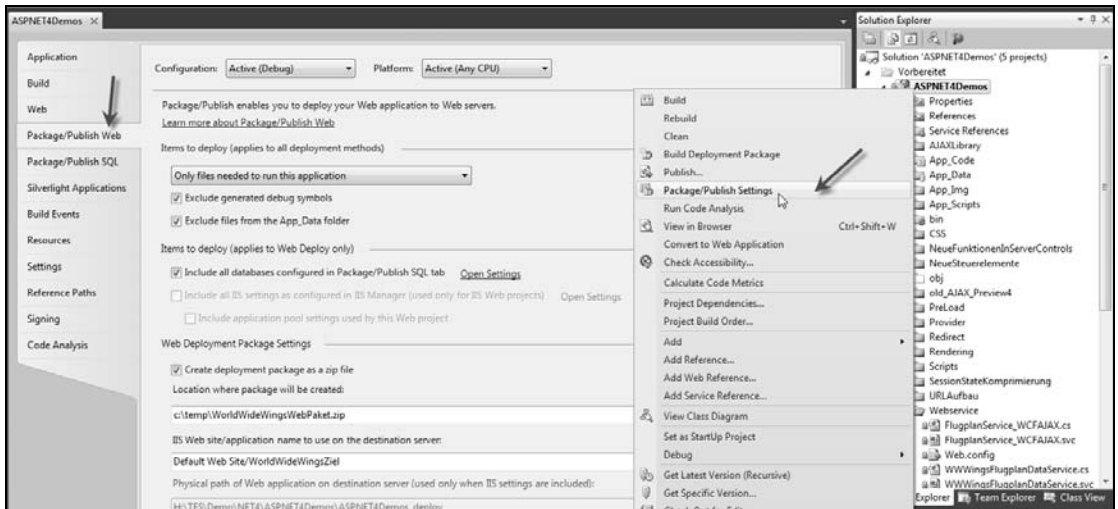 ASPNET4Demos
Application
Build
Web
Package/Publish Web
Package/Publish SQL
Silverlight Applications
Build Events
Resources
Settings
Reference Paths
Signing
Code Analysis
Configuration: Active (Debug) Platform: Active (Any CPU)
Package/Publish enables you to deploy your Web application to Web servers.
Learn more about Package/Publish Web
Items to deploy (applies to all deployment methods)
Only files needed to run this application
Exclude generated debug symbols
Exclude files from the App_Data folder
Items to deploy (applies to Web Deploy only)
Include all databases configured in Package/Publish SQL tab Open Settings
Include all IIS settings as configured in IIS Manager (used only for IIS Web projects) Open Settings
Include application pool settings used by this Web project
Web Deployment Package Settings
Create deployment package as a zip file
Location where package will be created:
c:\temp\WorldWideWingsWebPaket.zip
IIS Web site/application name to use on the destination server:
Default Web Site/WorldWideWingsZiel
Physical path of Web application on destination server (used only when IIS settings are included):
H:\TFS\Demo\NET4\ASPNET4Demos\ASPNET4Demos_deploy
Build
Rebuild
Clean
Build Deployment Package
Publish...
Package/Publish Settings
Run Code Analysis
View in Browser Ctrl+Shift+W
Convert to Web Application
Check Accessibility...
Calculate Code Metrics
Project Dependencies...
Project Build Order...
Add
Add Reference...
Add Web Reference...
Add Service Reference...
View Class Diagram
Set as StartUp Project
Debug
Get Latest Version (Recursive)
Get Specific Version...
Solution Explorer
Solution 'ASPNET4Demos' (5 projects)
Vorbereitet
ASPNET4Demos
Properties
References
Service References
AJAXLibrary
App_Code
App_Data
App_Img
App_Scripts
bin
CSS
NeueFunktionenInServerControls
NeueSteuerelemente
obj
old_AJAX_Preview4
PreLoad
Provider
Redirect
Rendering
Scripts
SessionStateKomprimierung
URLAufbau
Webservice
FlugplanService_WCFAJAX.cs
FlugplanService_WCFAJAX.svc
Web.config
WWWingsFlugplanDataService.cs
WWWingsFlugplanDataService.svc
Explorer Team Explorer Class View